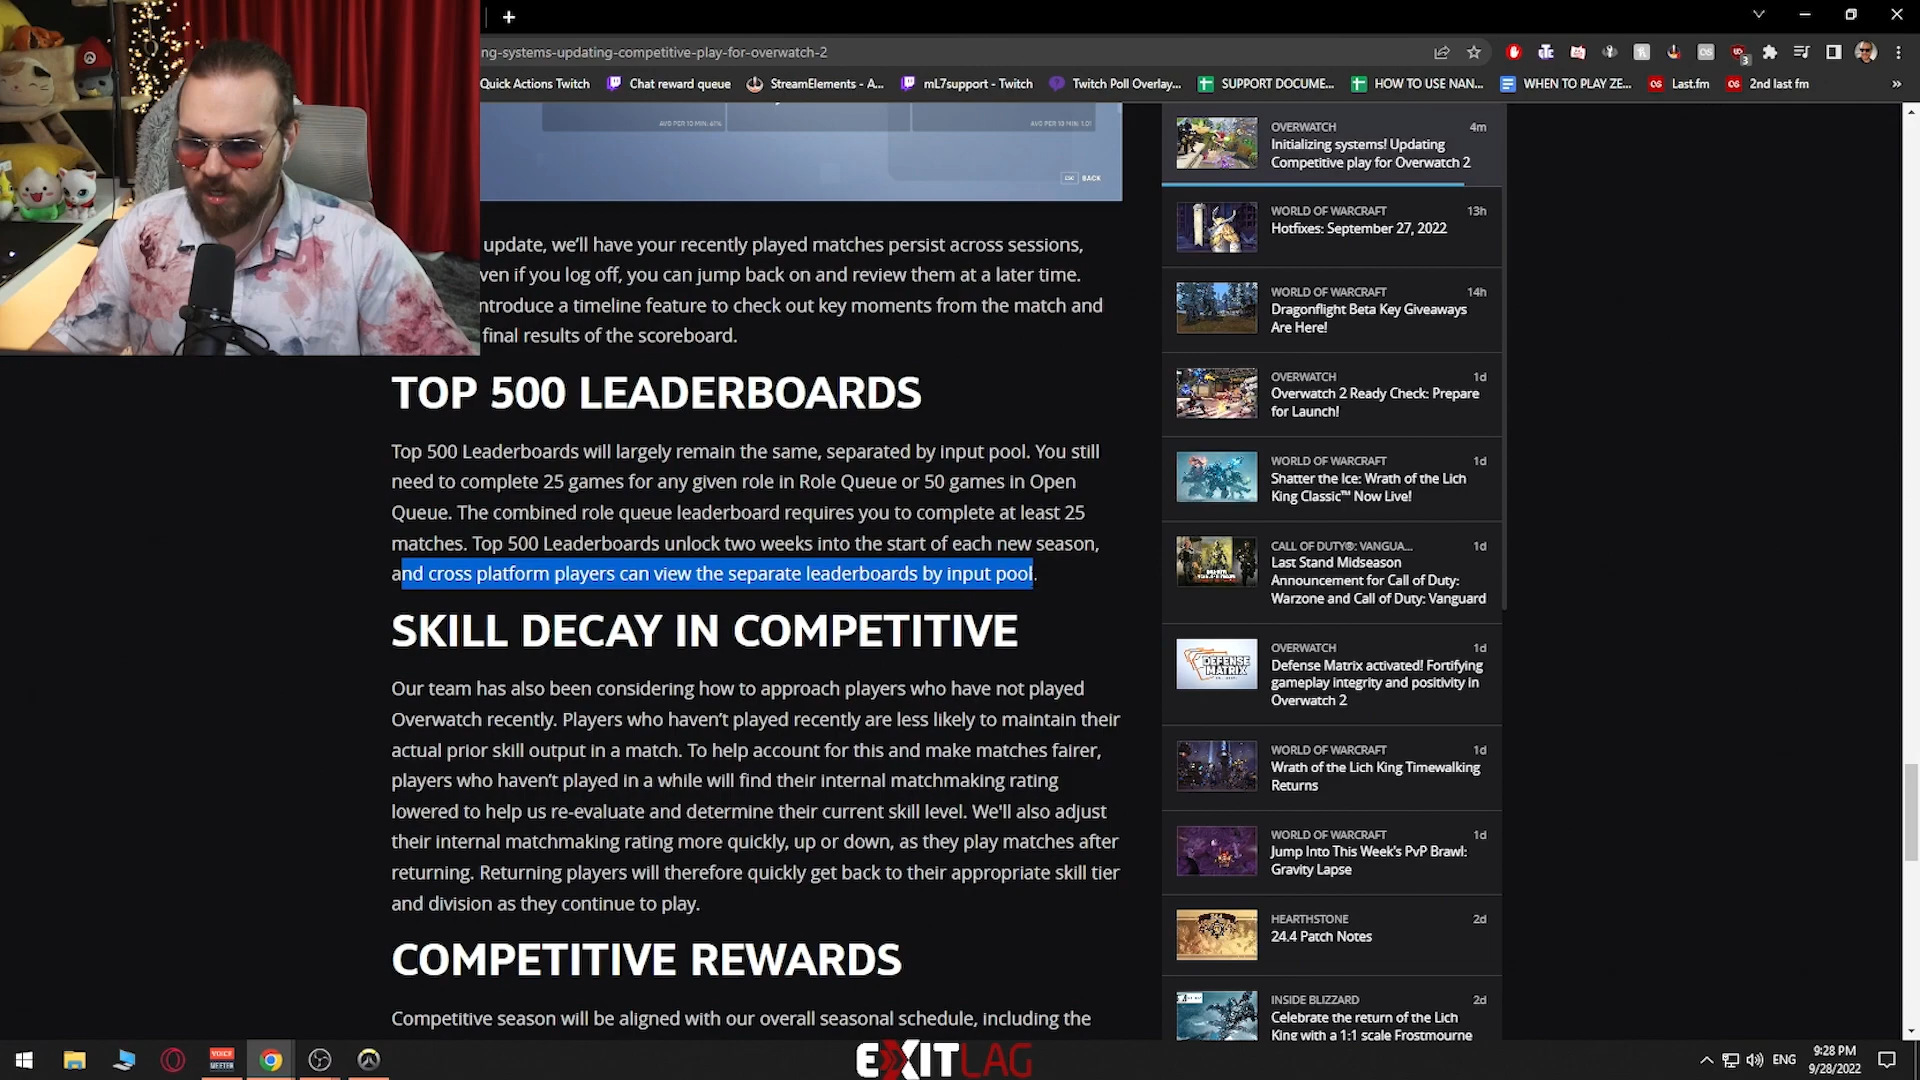 ng-systems-updating-competitive-play-for-overwatch-2
Quick Actions Twitch
Chat reward queue
StreamElements - A...
mL7support - Twitch
Twitch Poll Overlay...
SUPPORT DOCUME...
HOW TO USE NAN...
WHEN TO PLAY ZE...
Last.fm
2nd last fm
»
AVG PER 10 MIN: 1.01
ESC BACK
update, we'll have your recently played matches persist across sessions,
ven if you log off, you can jump back on and review them at a later time.
ntroduce a timeline feature to check out key moments from the match and
final results of the scoreboard.
TOP 500 LEADERBOARDS
Top 500 Leaderboards will largely remain the same, separated by input pool. You still
need to complete 25 games for any given role in Role Queue or 50 games in Open
Queue. The combined role queue leaderboard requires you to complete at least 25
matches. Top 500 Leaderboards unlock two weeks into the start of each new season,
and cross platform players can view the separate leaderboards by input pool.
SKILL DECAY IN COMPETITIVE
Our team has also been considering how to approach players who have not played
Overwatch recently. Players who haven't played recently are less likely to maintain their
actual prior skill output in a match. To help account for this and make matches fairer,
players who haven't played in a while will find their internal matchmaking rating
lowered to help us re-evaluate and determine their current skill level. We'll also adjust
their internal matchmaking rating more quickly, up or down, as they play matches after
returning. Returning players will therefore quickly get back to their appropriate skill tier
and division as they continue to play.
COMPETITIVE REWARDS
Competitive season will be aligned with our overall seasonal schedule, including the
OVERWATCH 4m
Initializing systems! Updating
Competitive play for Overwatch 2
WORLD OF WARCRAFT 13h
Hotfixes: September 27, 2022
WORLD OF WARCRAFT 14h
Dragonflight Beta Key Giveaways
Are Here!
OVERWATCH 1d
Overwatch 2 Ready Check: Prepare
for Launch!
WORLD OF WARCRAFT 1d
Shatter the Ice: Wrath of the Lich
King Classic™ Now Live!
CALL OF DUTY®: VANGUA... 1d
Last Stand Midseason
Announcement for Call of Duty:
Warzone and Call of Duty: Vanguard
OVERWATCH 1d
Defense Matrix activated! Fortifying
gameplay integrity and positivity in
Overwatch 2
DEFENSE
MATRIX
WORLD OF WARCRAFT 1d
Wrath of the Lich King Timewalking
Returns
WORLD OF WARCRAFT 1d
Jump Into This Week's PvP Brawl:
Gravity Lapse
HEARTHSTONE 2d
24.4 Patch Notes
INSIDE BLIZZARD 2d
Celebrate the return of the Lich
King with a 1:1 scale Frostmourne
VOICE
MEETER
EXITLAG
ENG
9:28 PM
9/28/2022